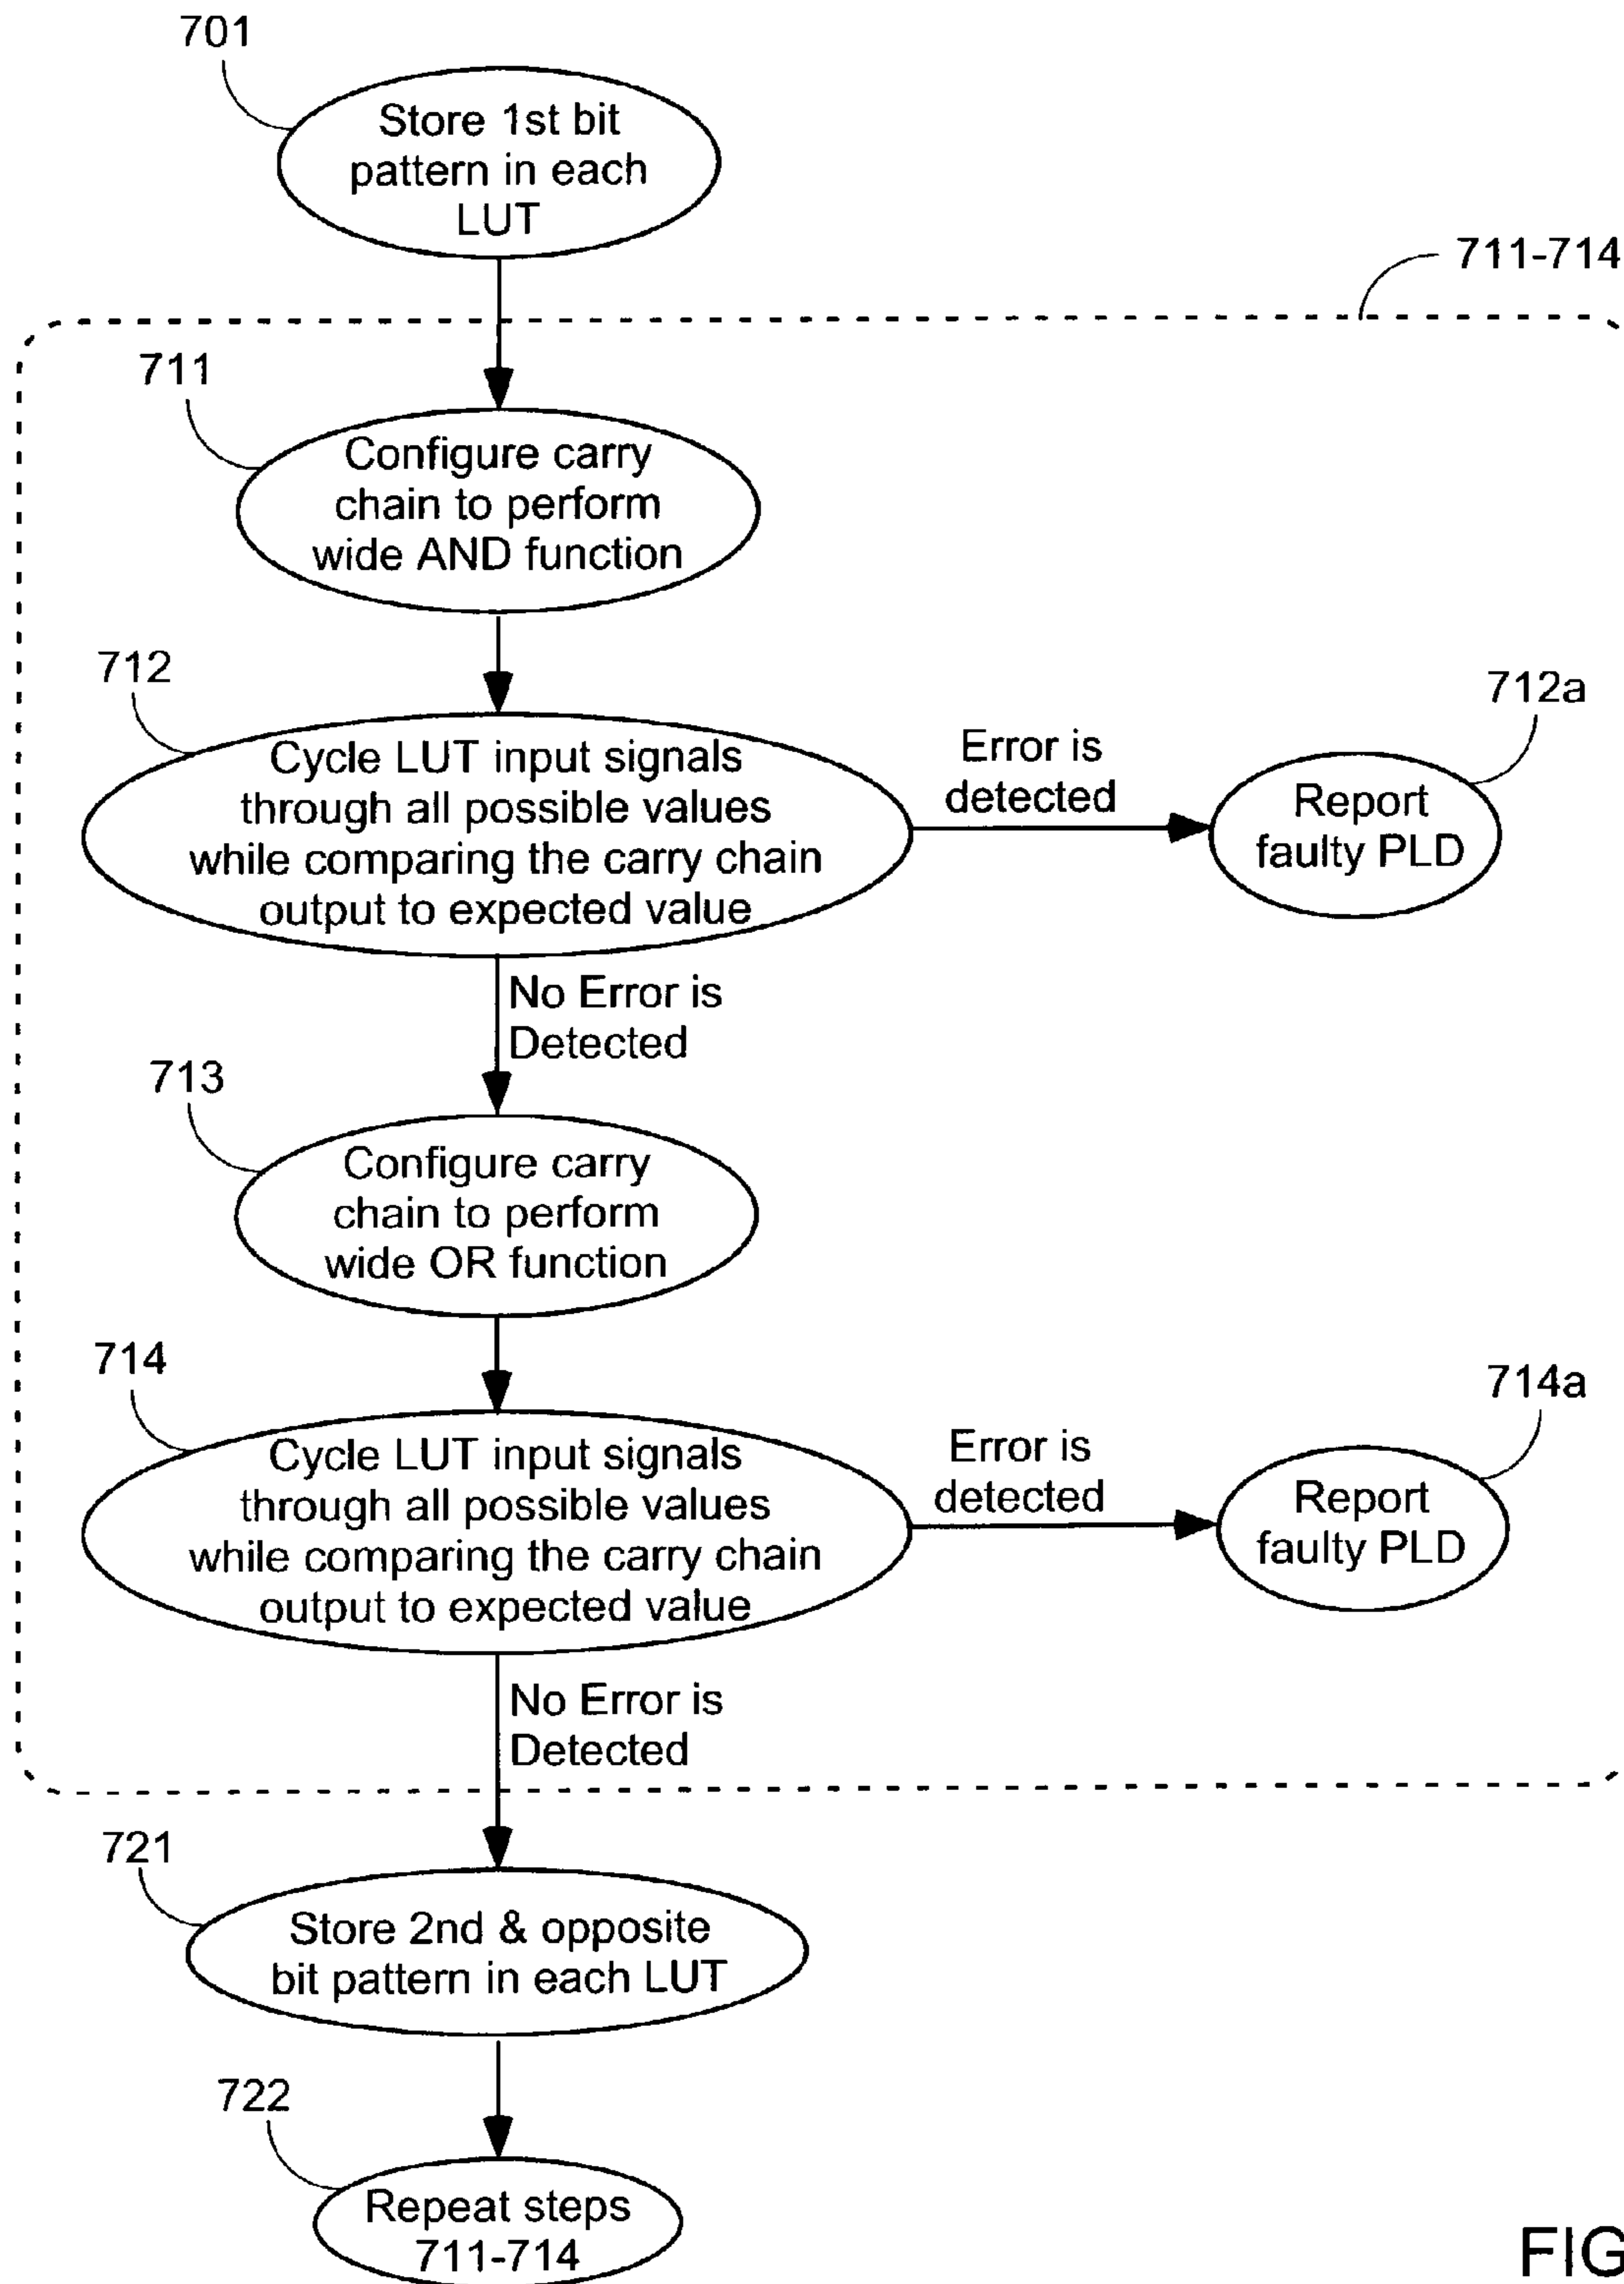 701
Store 1st bit
pattern in each
LUT
711-714
711
Configure carry
chain to perform
wide AND function
712
Cycle LUT input signals
through all possible values
while comparing the carry chain
output to expected value
Error is
detected
712a
Report
faulty PLD
No Error is
Detected
713
Configure carry
chain to perform
wide OR function
714
Cycle LUT input signals
through all possible values
while comparing the carry chain
output to expected value
Error is
detected
714a
Report
faulty PLD
No Error is
Detected
721
Store 2nd & opposite
bit pattern in each LUT
722
Repeat steps
711-714
FIG